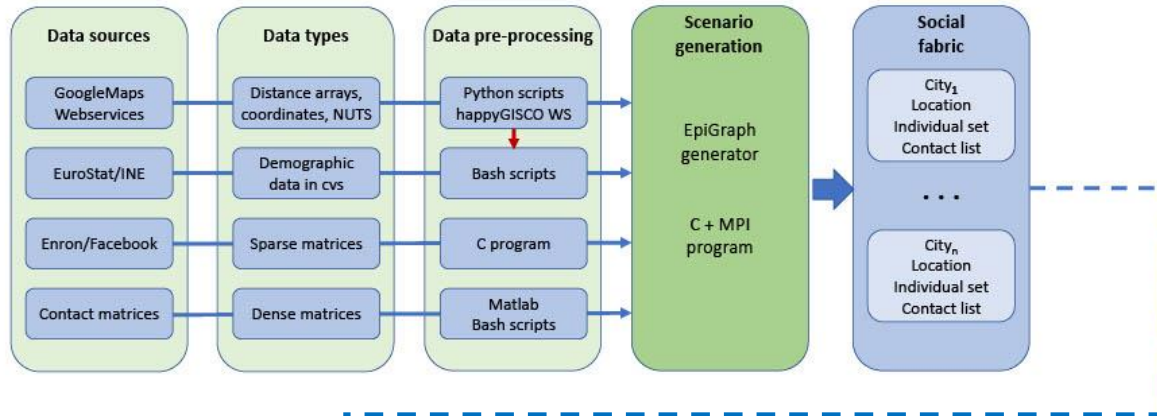 Data sources
GoogleMaps
Webservices
EuroStat/INE
Enron/Facebook
Contact matrices
Data types
Distance arrays,
coordinates, NUTS
Demographic
data in cvs
Sparse matrices
Dense matrices
Data pre-processing
Python scripts
happyGISCO WS
Bash scripts
C program
Matlab
Bash scripts
Scenario
generation
EpiGraph
generator
C + MPI
program
Social
fabric
City1
Location
Individual set
Contact list
. . .
Cityn
Location
Individual set
Contact list